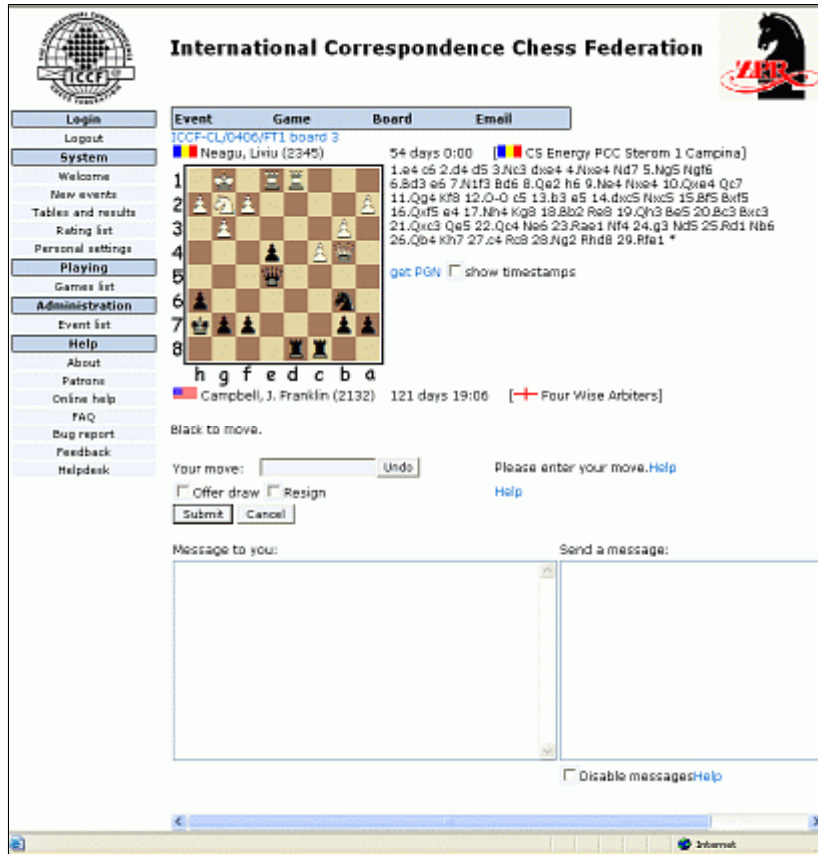 International Correspondence Chess Federation
ICCF
ZPR
Login
Logout
System
Welcome
New events
Tables and results
Rating list
Personal settings
Playing
Games list
Administration
Event list
Help
About
Patrons
Online help
FAQ
Bug report
Feedback
Helpdesk
Event Game Board Email
ICCF-CL/0406/FT1 board 3
Neagu, Liviu (2345) 54 days 0:00 [CS Energy PCC Sterom 1 Campina]
1.e4 c6 2.d4 d5 3.Nc3 dxe4 4.Nxe4 Nd7 5.Ng5 Ngf6
6.Bd3 e6 7.N1f3 Bd6 8.Qe2 h6 9.Ne4 Nxe4 10.Qxe4 Qc7
11.Qg4 Kf8 12.O-O c5 13.b3 e5 14.dxc5 Nxc5 15.Bf5 Bxf5
16.Qxf5 e4 17.Nh4 Kg8 18.Bb2 Re8 19.Qh3 Be5 20.Bc3 Bxc3
21.Qxc3 Qe5 22.Qc4 Ne6 23.Rae1 Nf4 24.g3 Nd5 25.Rd1 Nb6
26.Qb4 Kh7 27.c4 Rc8 28.Ng2 Rhd8 29.Rfe1 *
get PGN show timestamps
1
2
3
4
5
6
7
8
h g f e d c b a
Campbell, J. Franklin (2132) 121 days 19:06 [Four Wise Arbiters]
Black to move.
Your move: Undo Please enter your move.Help
Offer draw Resign Help
Submit Cancel
Message to you: Send a message:
Disable messagesHelp
Internet